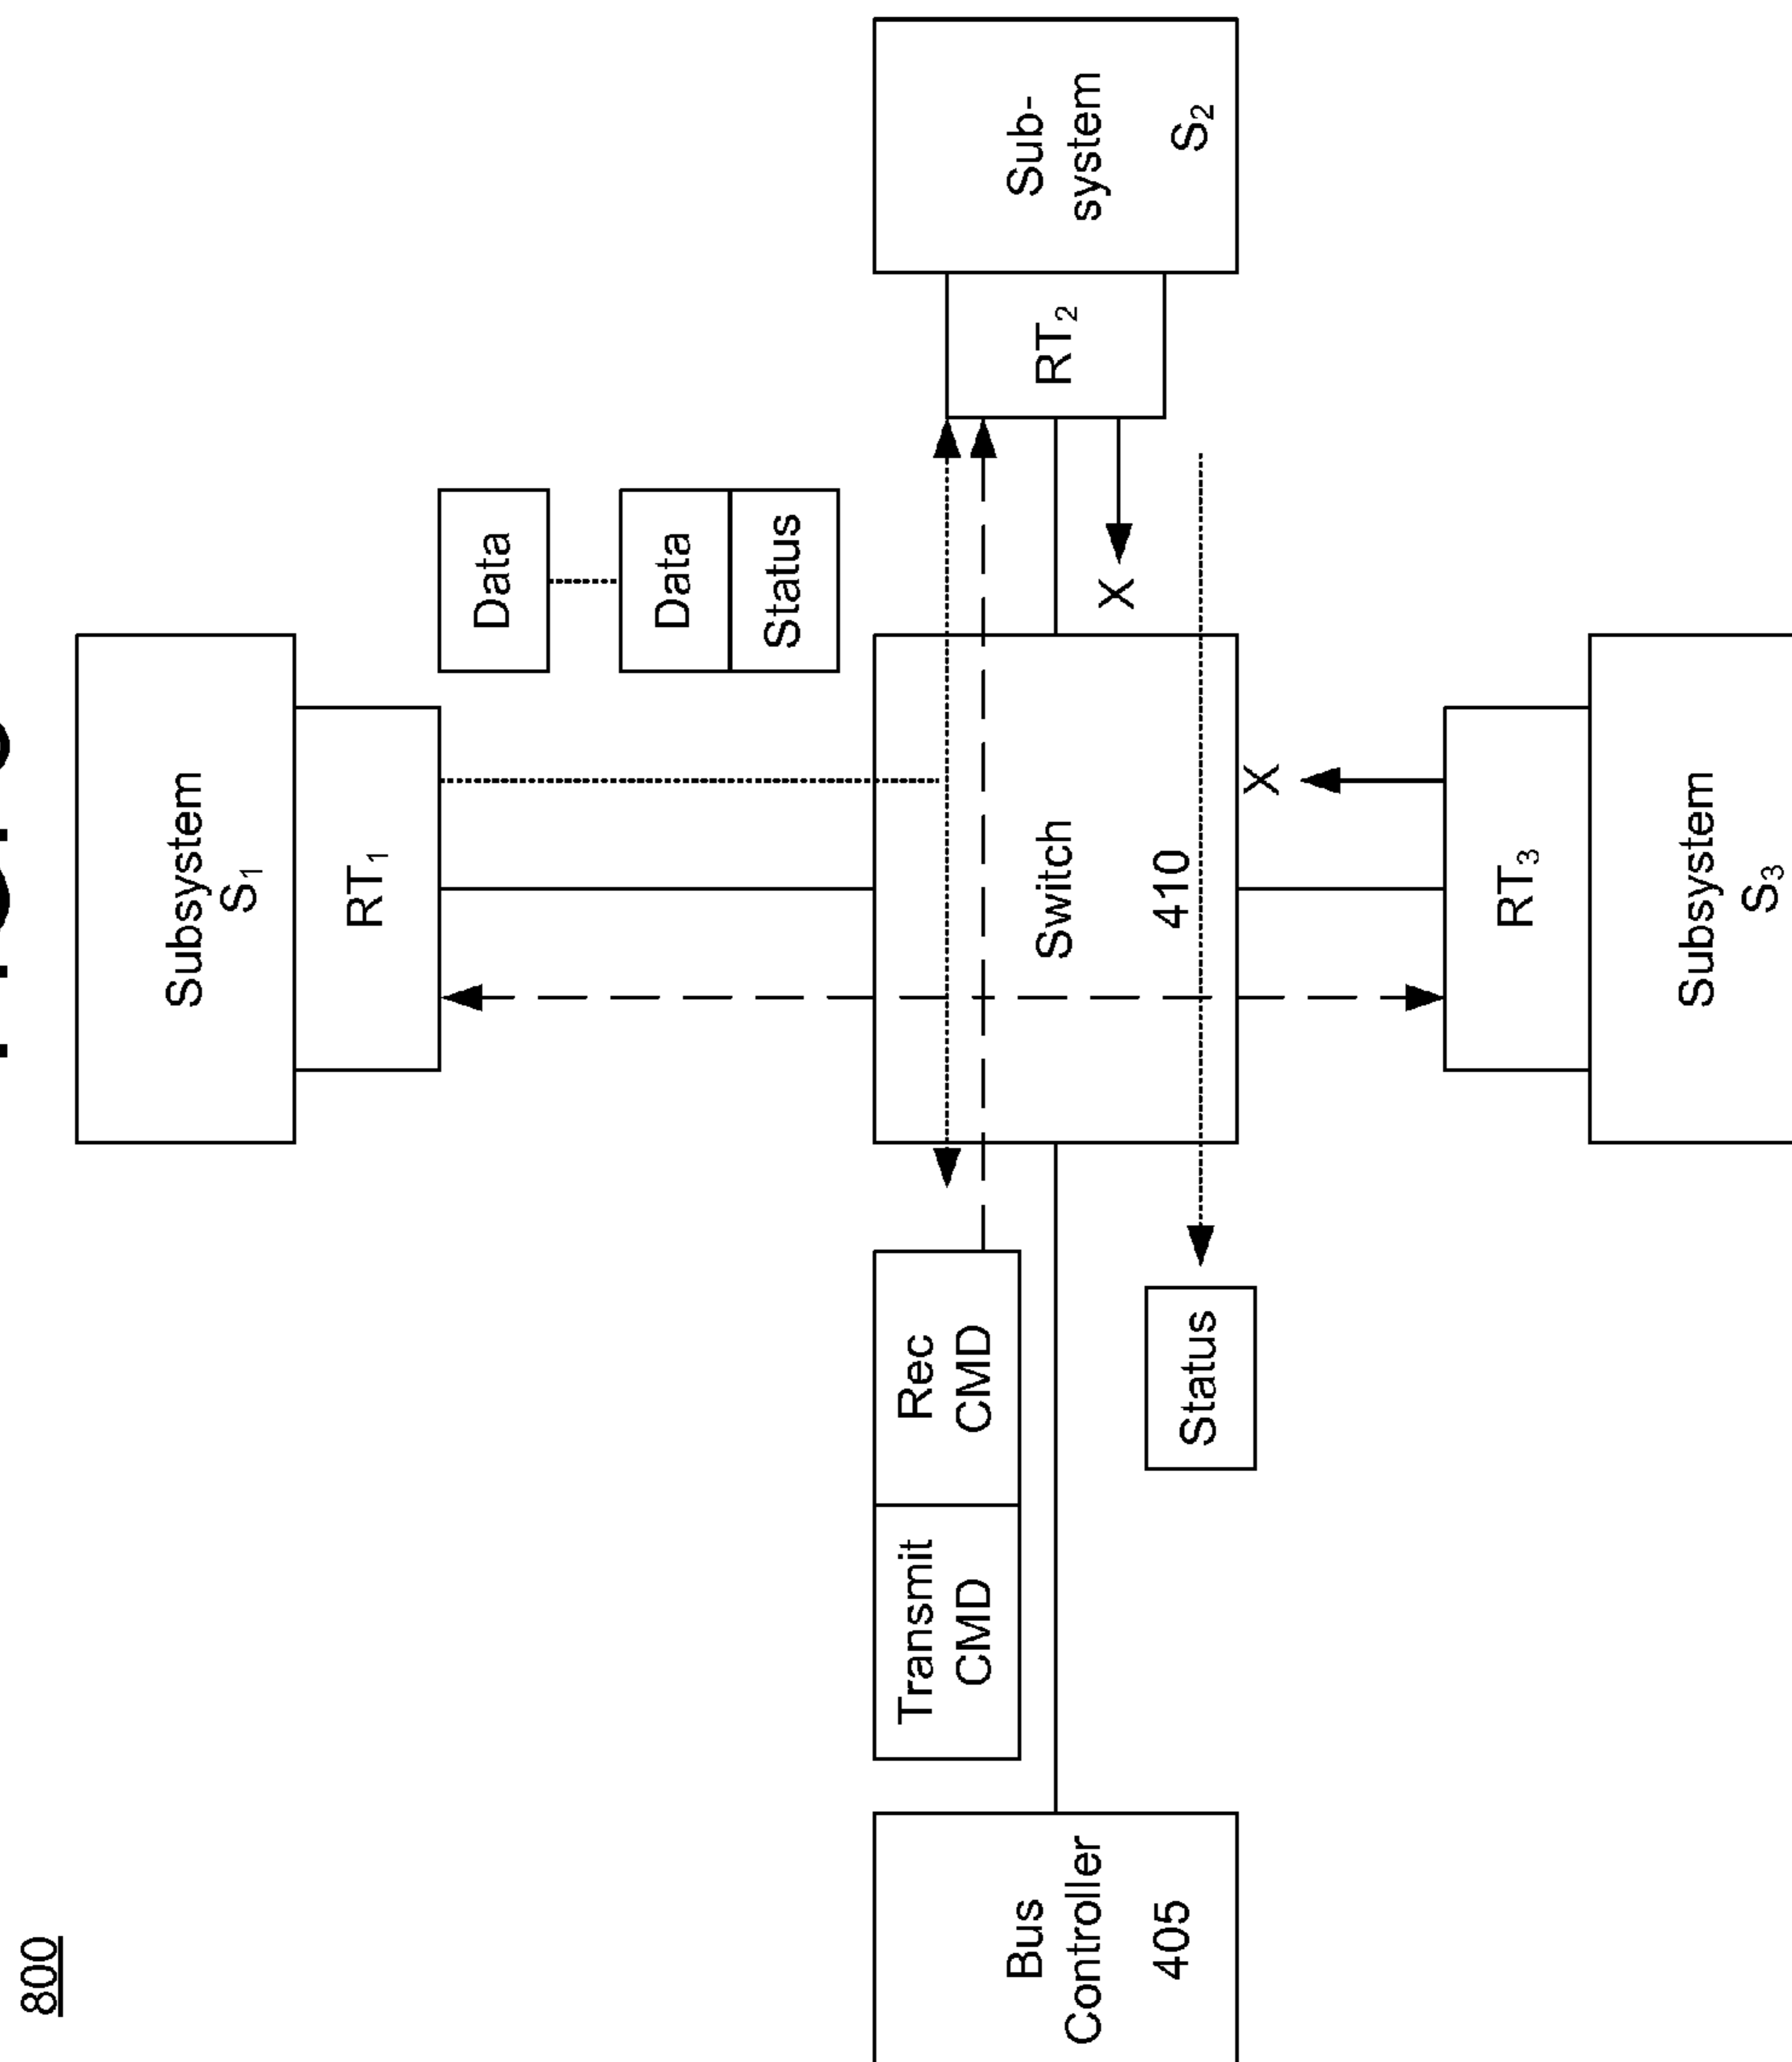 800
Subsystem
S1
RT1
Data
Data
Status
Transmit
CMD
Rec
CMD
Bus
Controller
405
Switch
410
RT2
Sub-
system
S2
X
Status
X
RT3
Subsystem
S3